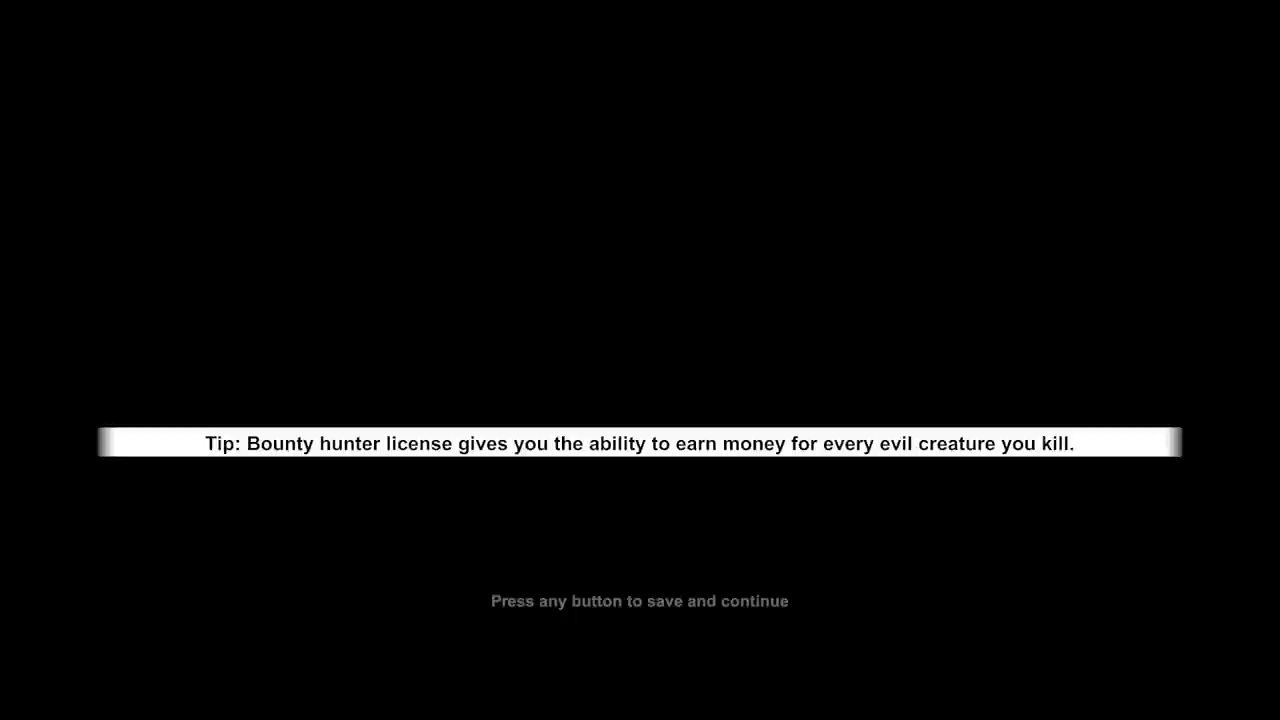 Tip: Bounty hunter license gives you the ability to earn money for every evil creature you kill.
Press any button to save and continue